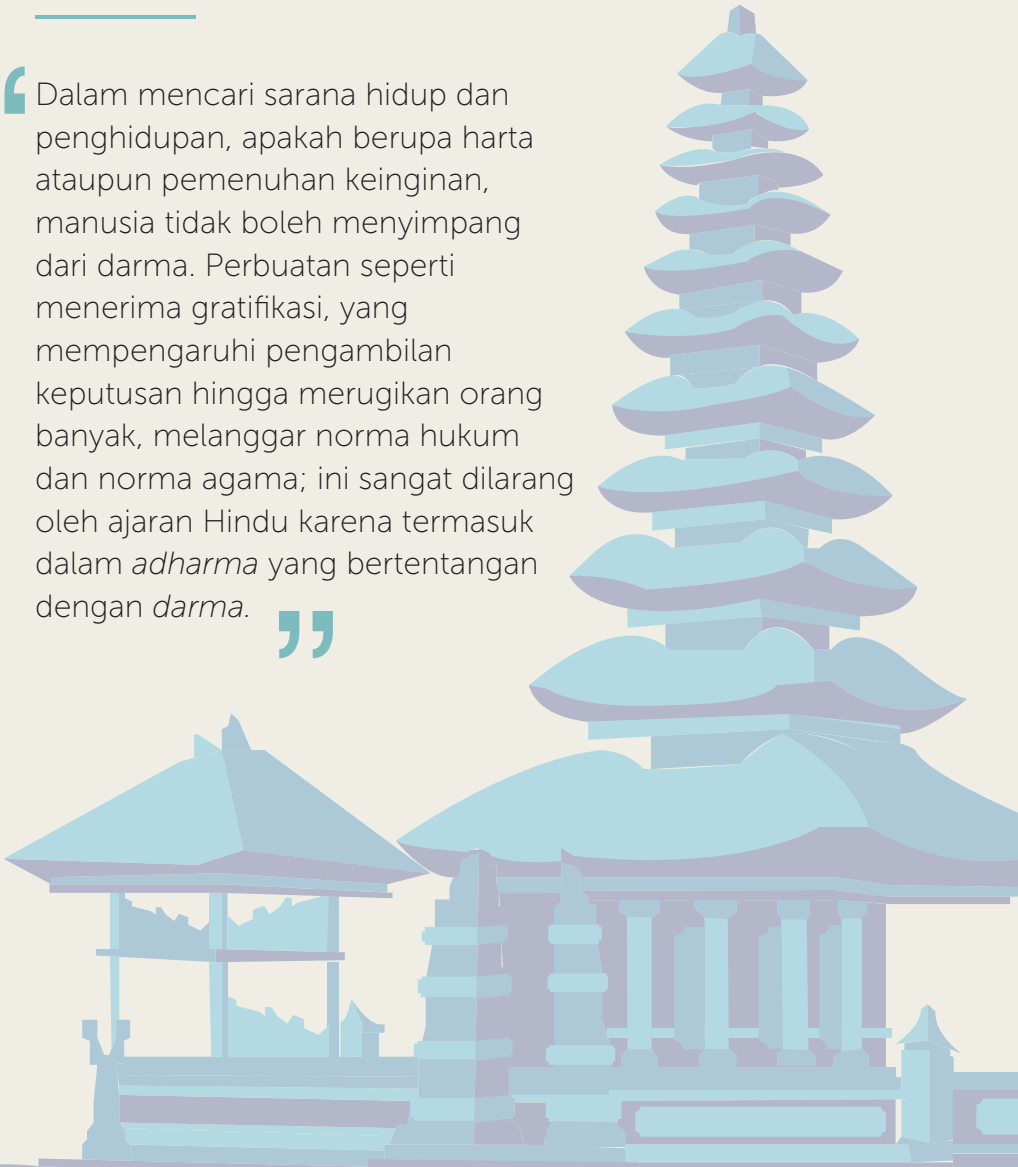 ‘Dalam mencari sarana hidup dan
penghidupan, apakah berupa harta
ataupun pemenuhan keinginan,
manusia tidak boleh menyimpang
dari darma. Perbuatan seperti
menerima gratifikasi, yang
mempengaruhi pengambilan
keputusan hingga merugikan orang
banyak, melanggar norma hukum
dan norma agama; ini sangat dilarang
oleh ajaran Hindu karena termasuk
dalam adharma yang bertentangan
dengan darma.”